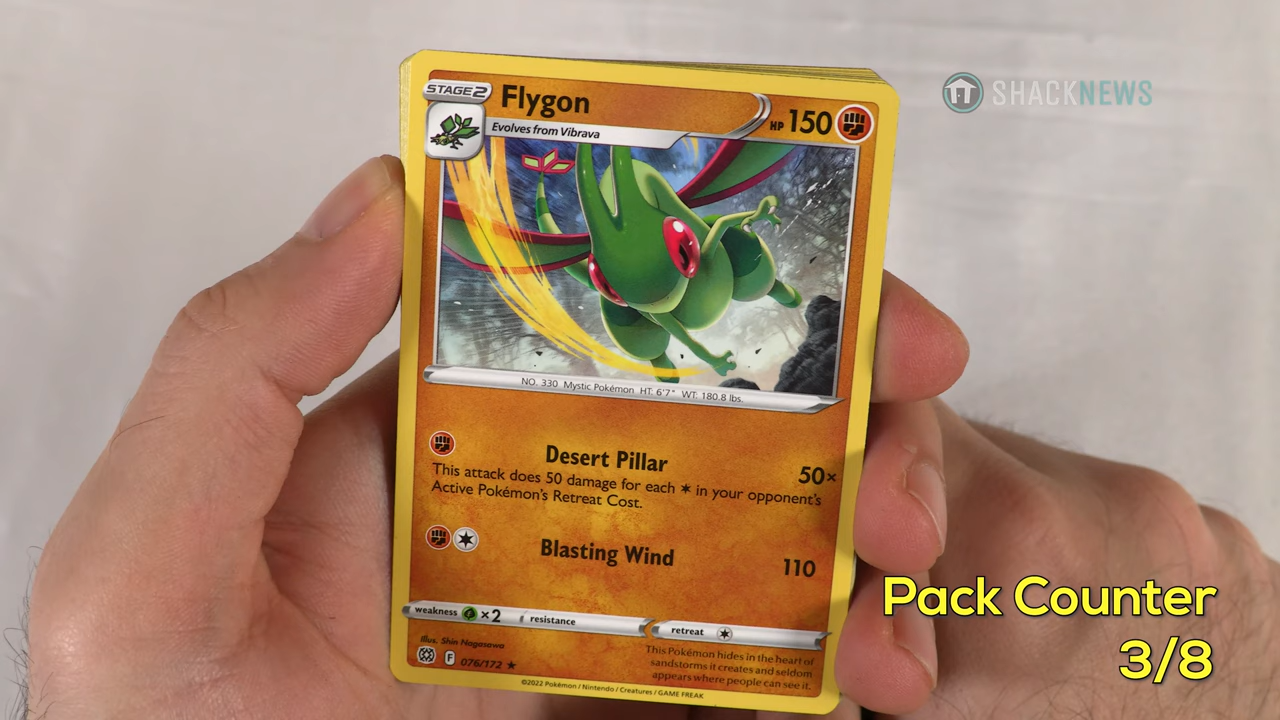 SHACKNEWS
STAGE2
Flygon
HP 150
Evolves from Vibrava
NO. 330 Mystic Pokémon HT: 6'7" WT: 180.8 lbs.
Desert Pillar 50×
This attack does 50 damage for each in your opponent's
Active Pokémon's Retreat Cost.
Blasting Wind 110
weakness ×2 resistance retreat
Illus. Shin Nagasawa
F 076/172 ★
This Pokémon hides in the heart of
sandstorms it creates and seldom
appears where people can see it.
©2022 Pokémon / Nintendo / Creatures / GAME FREAK
Pack Counter
3/8